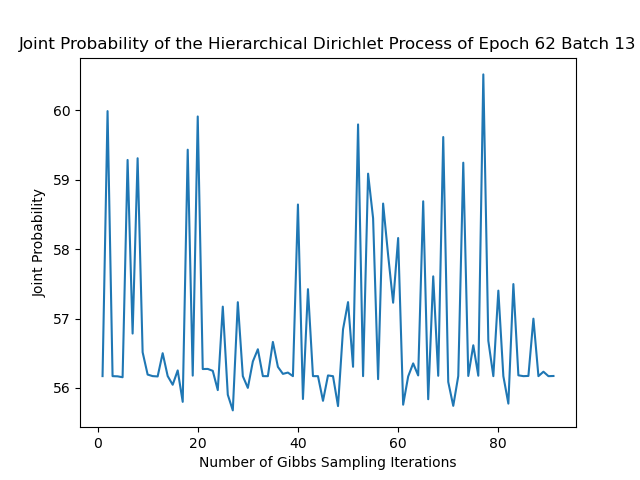 Joint Probability of the Hierarchical Dirichlet Process of Epoch 62 Batch 13
60
59
58
57
56
Joint Probability
0 20 40 60 80
Number of Gibbs Sampling Iterations